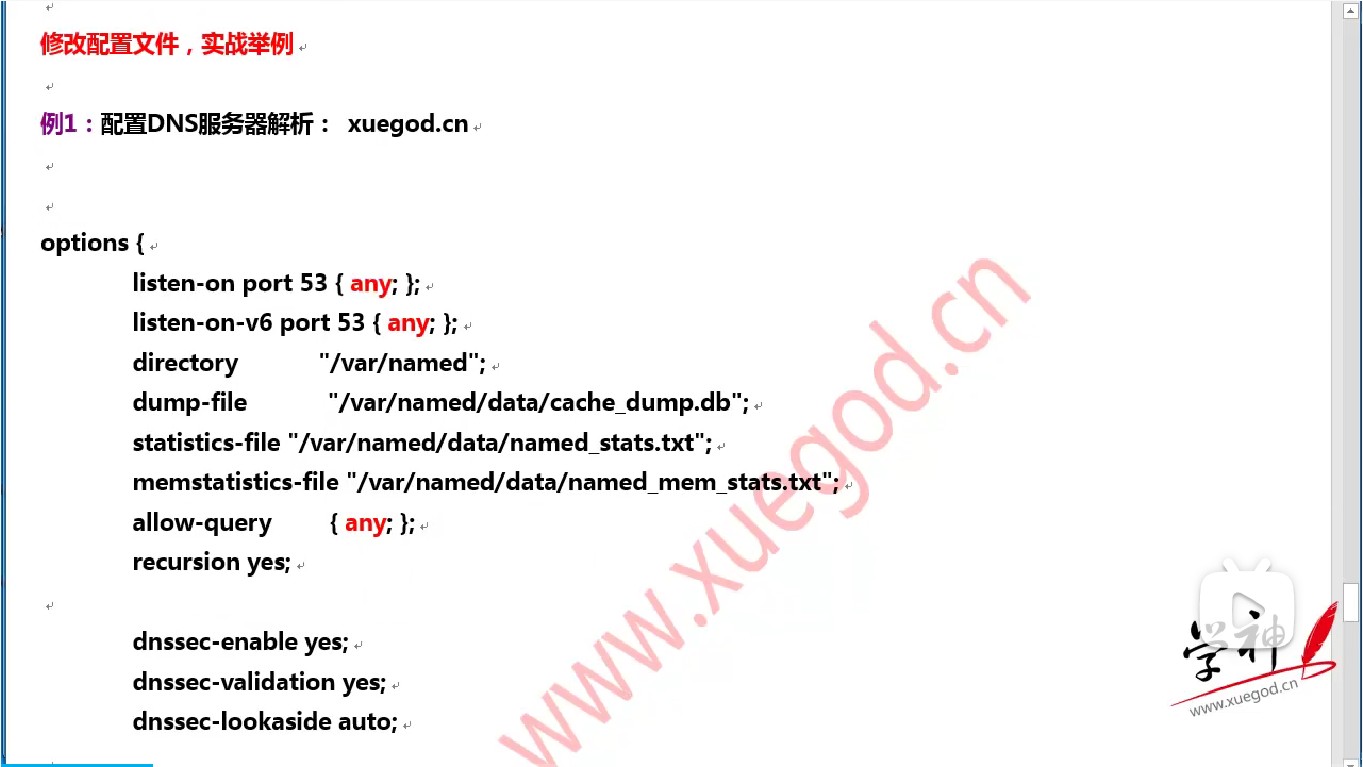 修改配置文件，实战举例
例1：配置DNS服务器解析： xuegod.cn
options {
listen-on port 53 { any; };
listen-on-v6 port 53 { any; };
directory "/var/named";
dump-file "/var/named/data/cache_dump.db";
statistics-file "/var/named/data/named_stats.txt";
memstatistics-file "/var/named/data/named_mem_stats.txt";
allow-query { any; };
recursion yes;
dnssec-enable yes;
dnssec-validation yes;
dnssec-lookaside auto;
www.xuegod.cn
学神
www.xuegod.cn